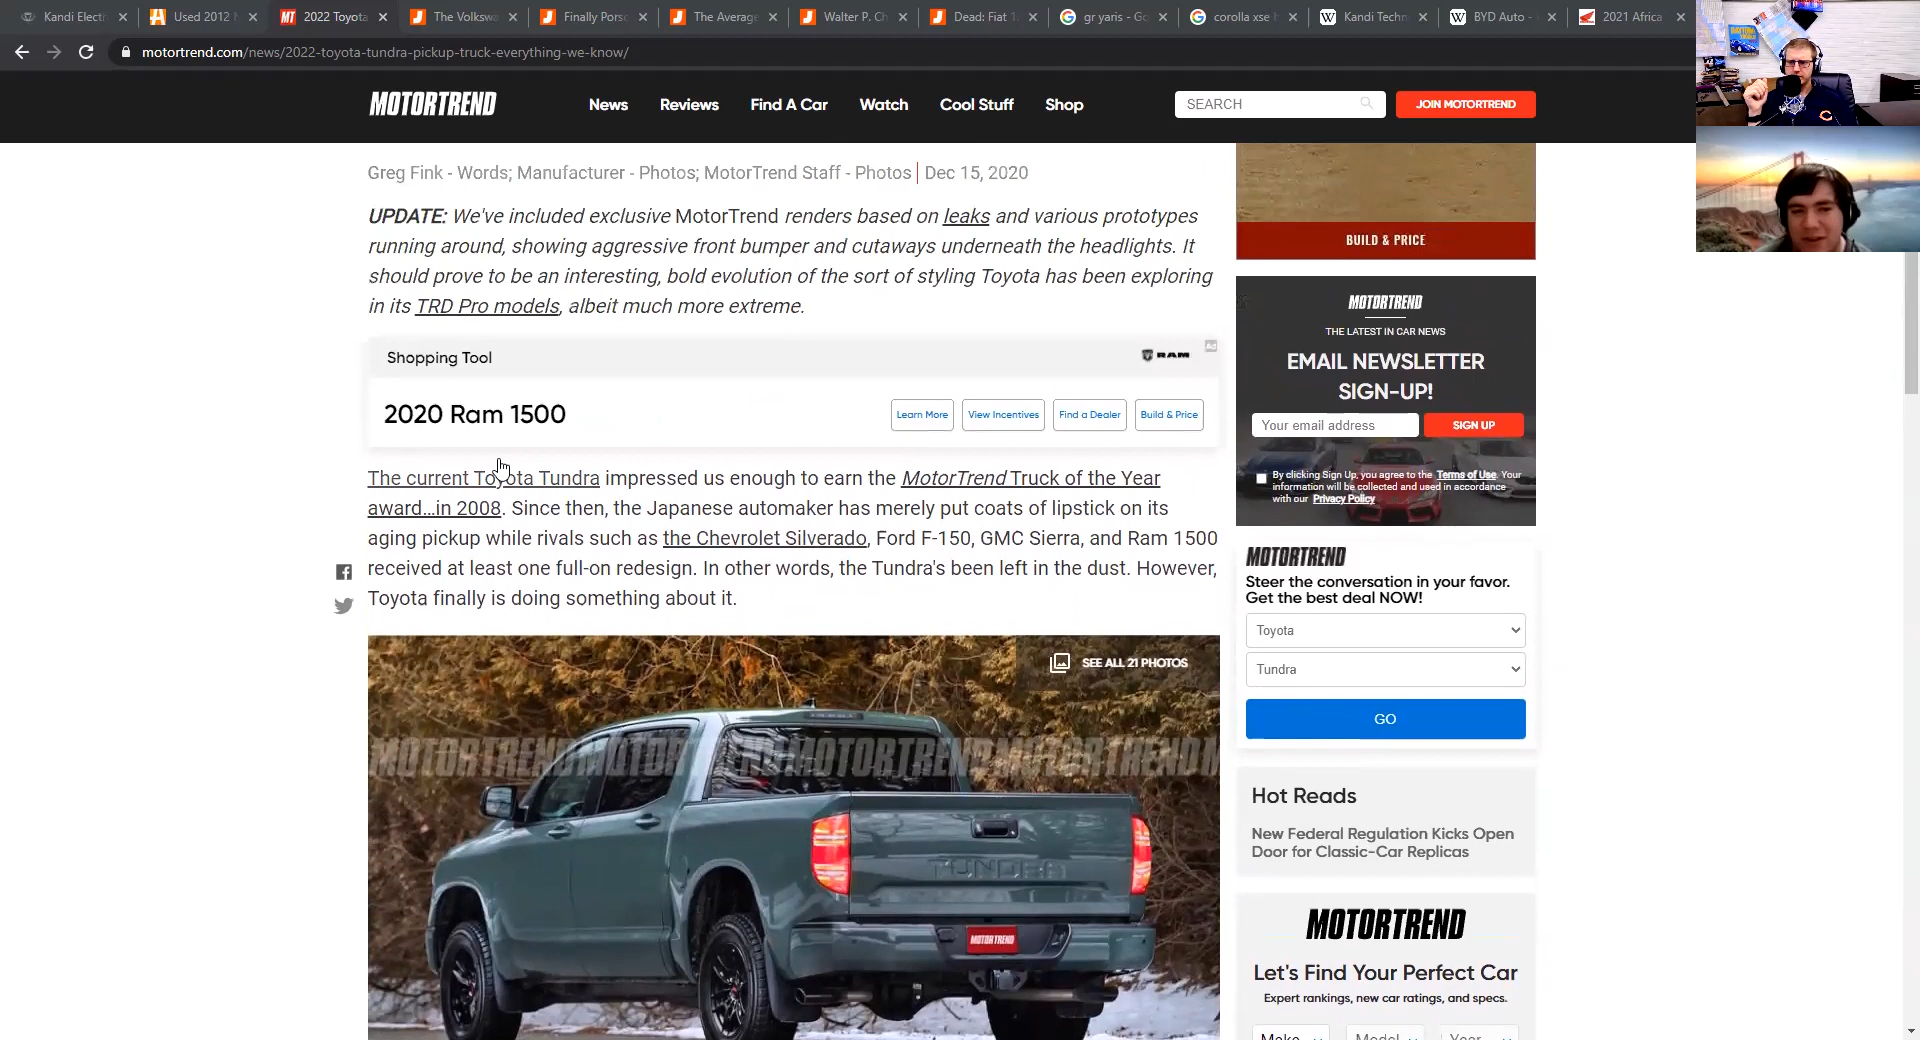 Kandi Electri
Used 2012 
2022 Toyota
The Volkswa
Finally Porsc
The Average
Walter P. Ch
Dead: Fiat 1
gr yaris - Go
corolla xse h
Kandi Techn
BYD Auto -
2021 Africa
motortrend.com/news/2022-toyota-tundra-pickup-truck-everything-we-know/
MOTORTREND
News
Reviews
Find A Car
Watch
Cool Stuff
Shop
SEARCH
JOIN MOTORTREND
Greg Fink - Words; Manufacturer - Photos; MotorTrend Staff - Photos | Dec 15, 2020
UPDATE: We've included exclusive MotorTrend renders based on leaks and various prototypes
running around, showing aggressive front bumper and cutaways underneath the headlights. It
should prove to be an interesting, bold evolution of the sort of styling Toyota has been exploring
in its TRD Pro models, albeit much more extreme.
Shopping Tool
RAM
Ad
2020 Ram 1500
Learn More
View Incentives
Find a Dealer
Build & Price
The current Toyota Tundra impressed us enough to earn the MotorTrend Truck of the Year
award...in 2008. Since then, the Japanese automaker has merely put coats of lipstick on its
aging pickup while rivals such as the Chevrolet Silverado, Ford F-150, GMC Sierra, and Ram 1500
received at least one full-on redesign. In other words, the Tundra's been left in the dust. However,
Toyota finally is doing something about it.
SEE ALL 21 PHOTOS
MOTORTREND
TUNDRA
MOTORTREND
BUILD & PRICE
MOTORTREND
THE LATEST IN CAR NEWS
EMAIL NEWSLETTER
SIGN-UP!
Your email address
SIGN UP
By clicking Sign Up, you agree to the Terms of Use. Your
information will be collected and used in accordance
with our Privacy Policy
MOTORTREND
Steer the conversation in your favor.
Get the best deal NOW!
Toyota
Tundra
GO
Hot Reads
New Federal Regulation Kicks Open
Door for Classic-Car Replicas
MOTORTREND
Let's Find Your Perfect Car
Expert rankings, new car ratings, and specs.
Make
Model
Year